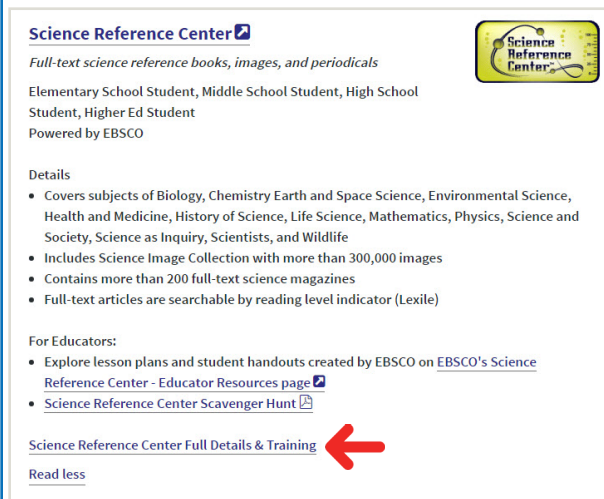 Science Reference Center
Full-text science reference books, images, and periodicals
Elementary School Student, Middle School Student, High School
Student, Higher Ed Student
Powered by EBSCO
Details
• Covers subjects of Biology, Chemistry Earth and Space Science, Environmental Science,
Health and Medicine, History of Science, Life Science, Mathematics, Physics, Science and
Society, Science as Inquiry, Scientists, and Wildlife
• Includes Science Image Collection with more than 300,000 images
• Contains more than 200 full-text science magazines
• Full-text articles are searchable by reading level indicator (Lexile)
For Educators:
• Explore lesson plans and student handouts created by EBSCO on EBSCO's Science
Reference Center - Educator Resources page
• Science Reference Center Scavenger Hunt
Science Reference Center Full Details & Training
Read less
Science
Reference
Center